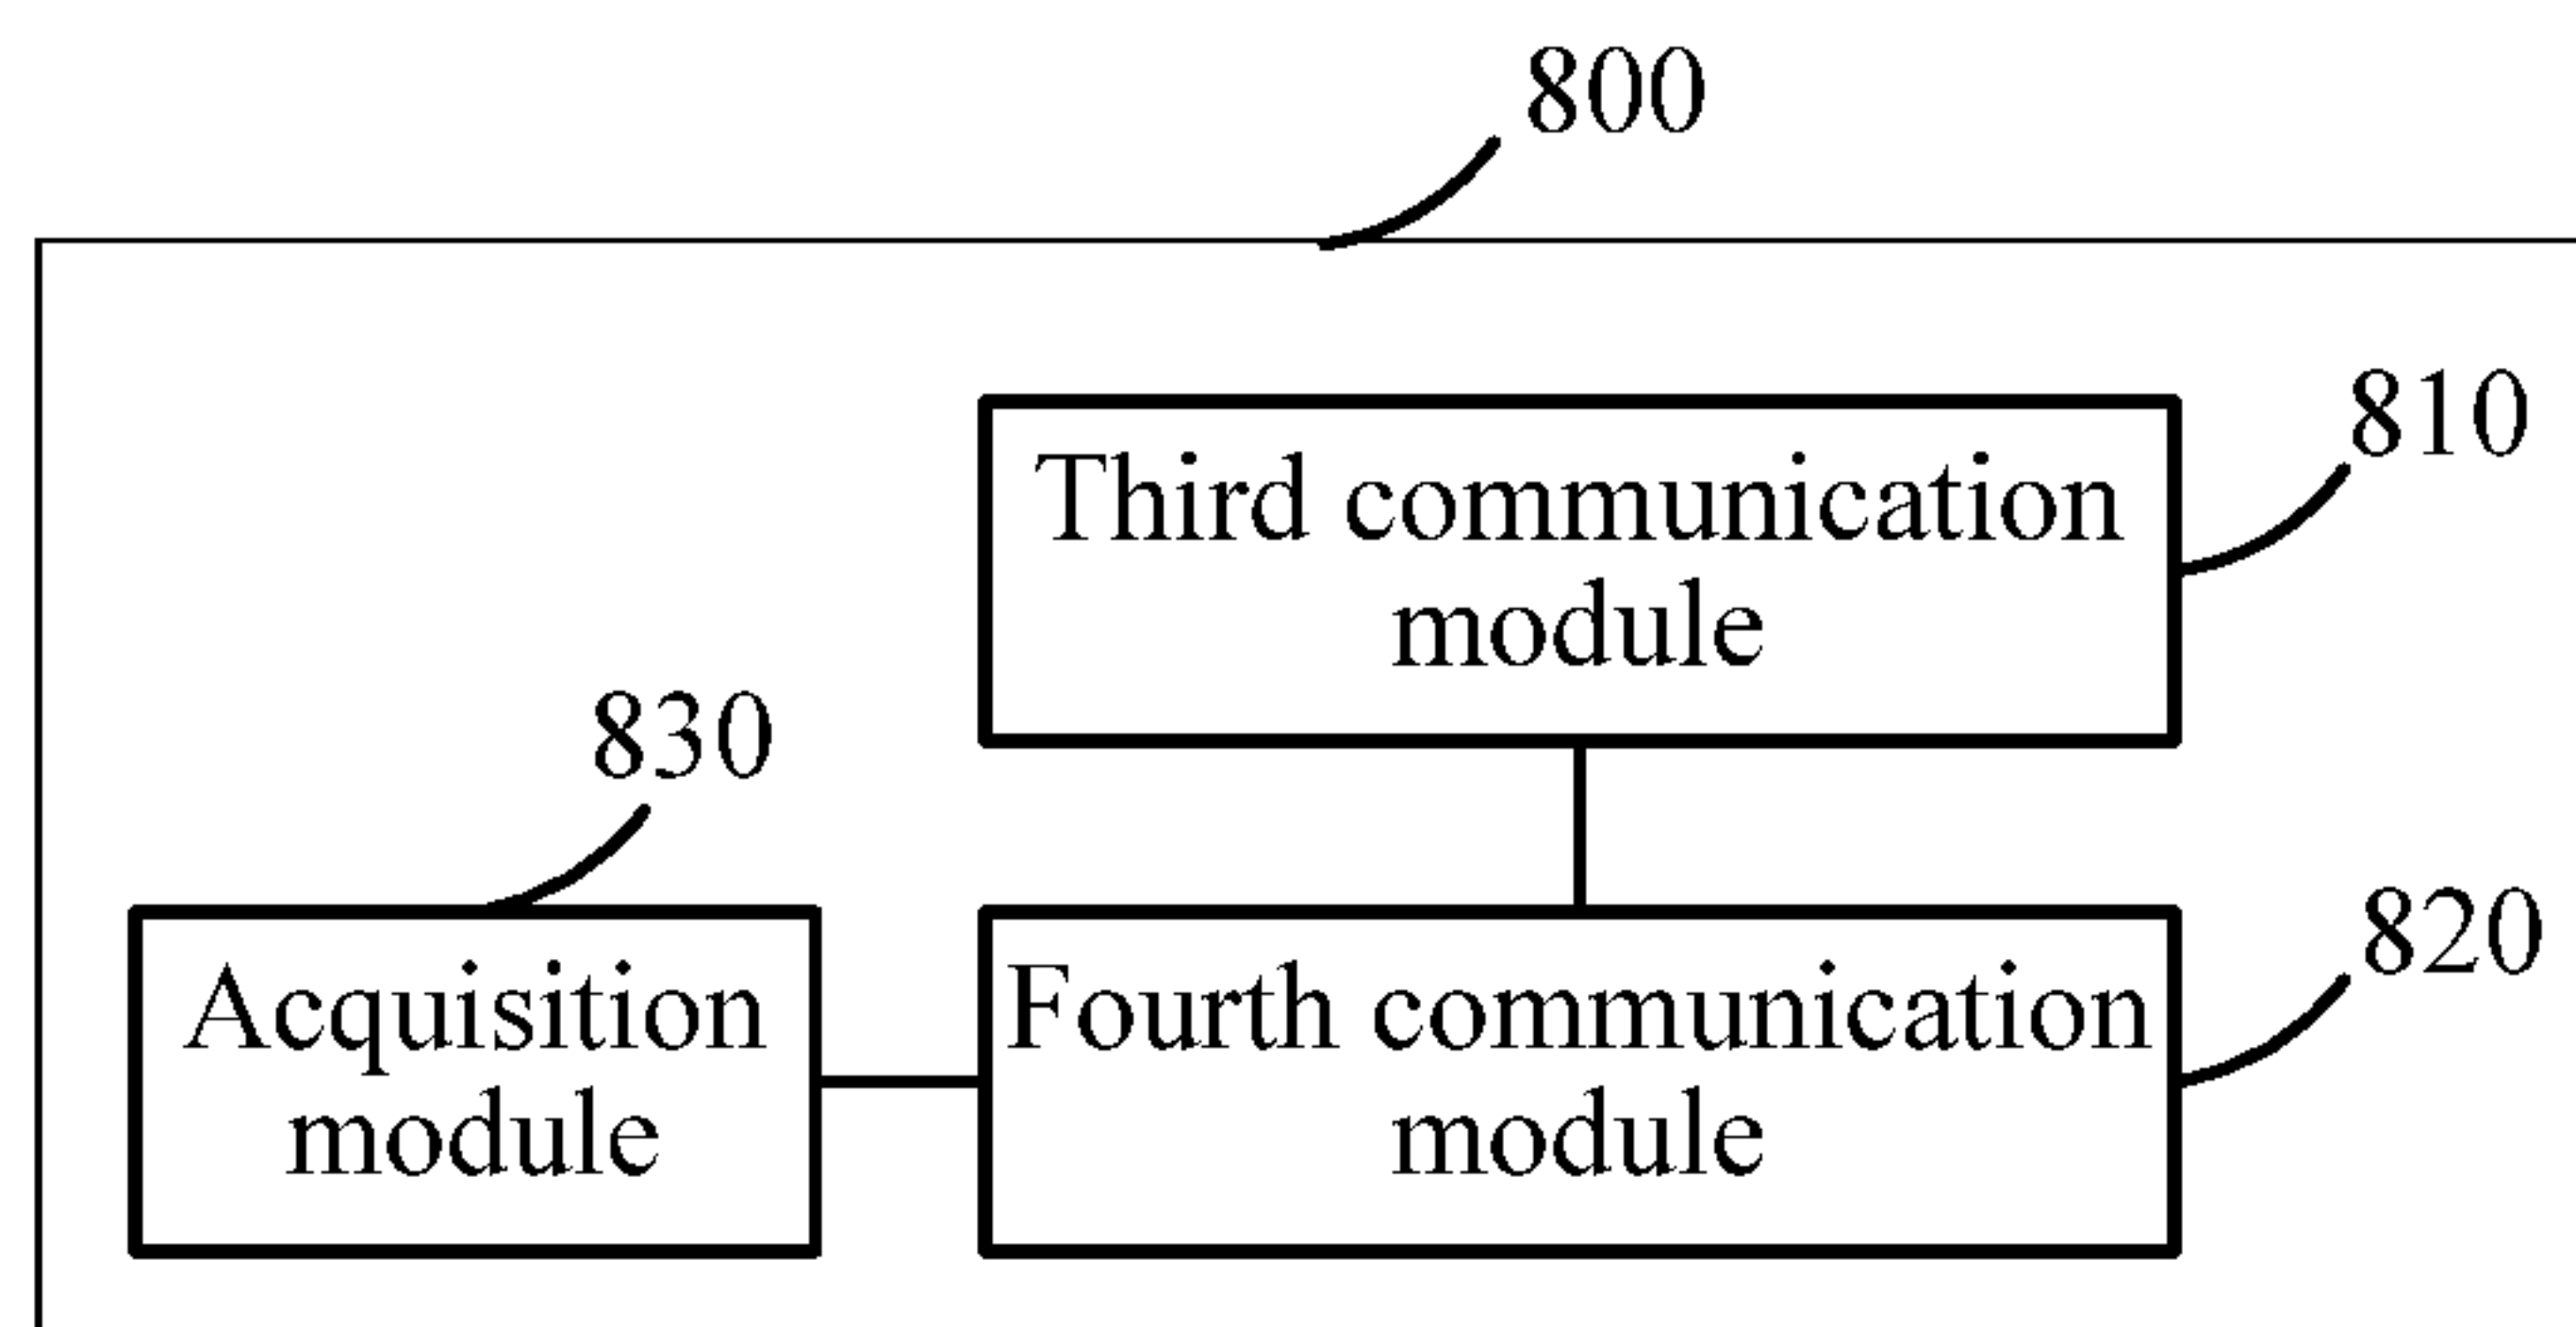 800
810
Third communication
module
830
820
Acquisition
module
Fourth communication
module